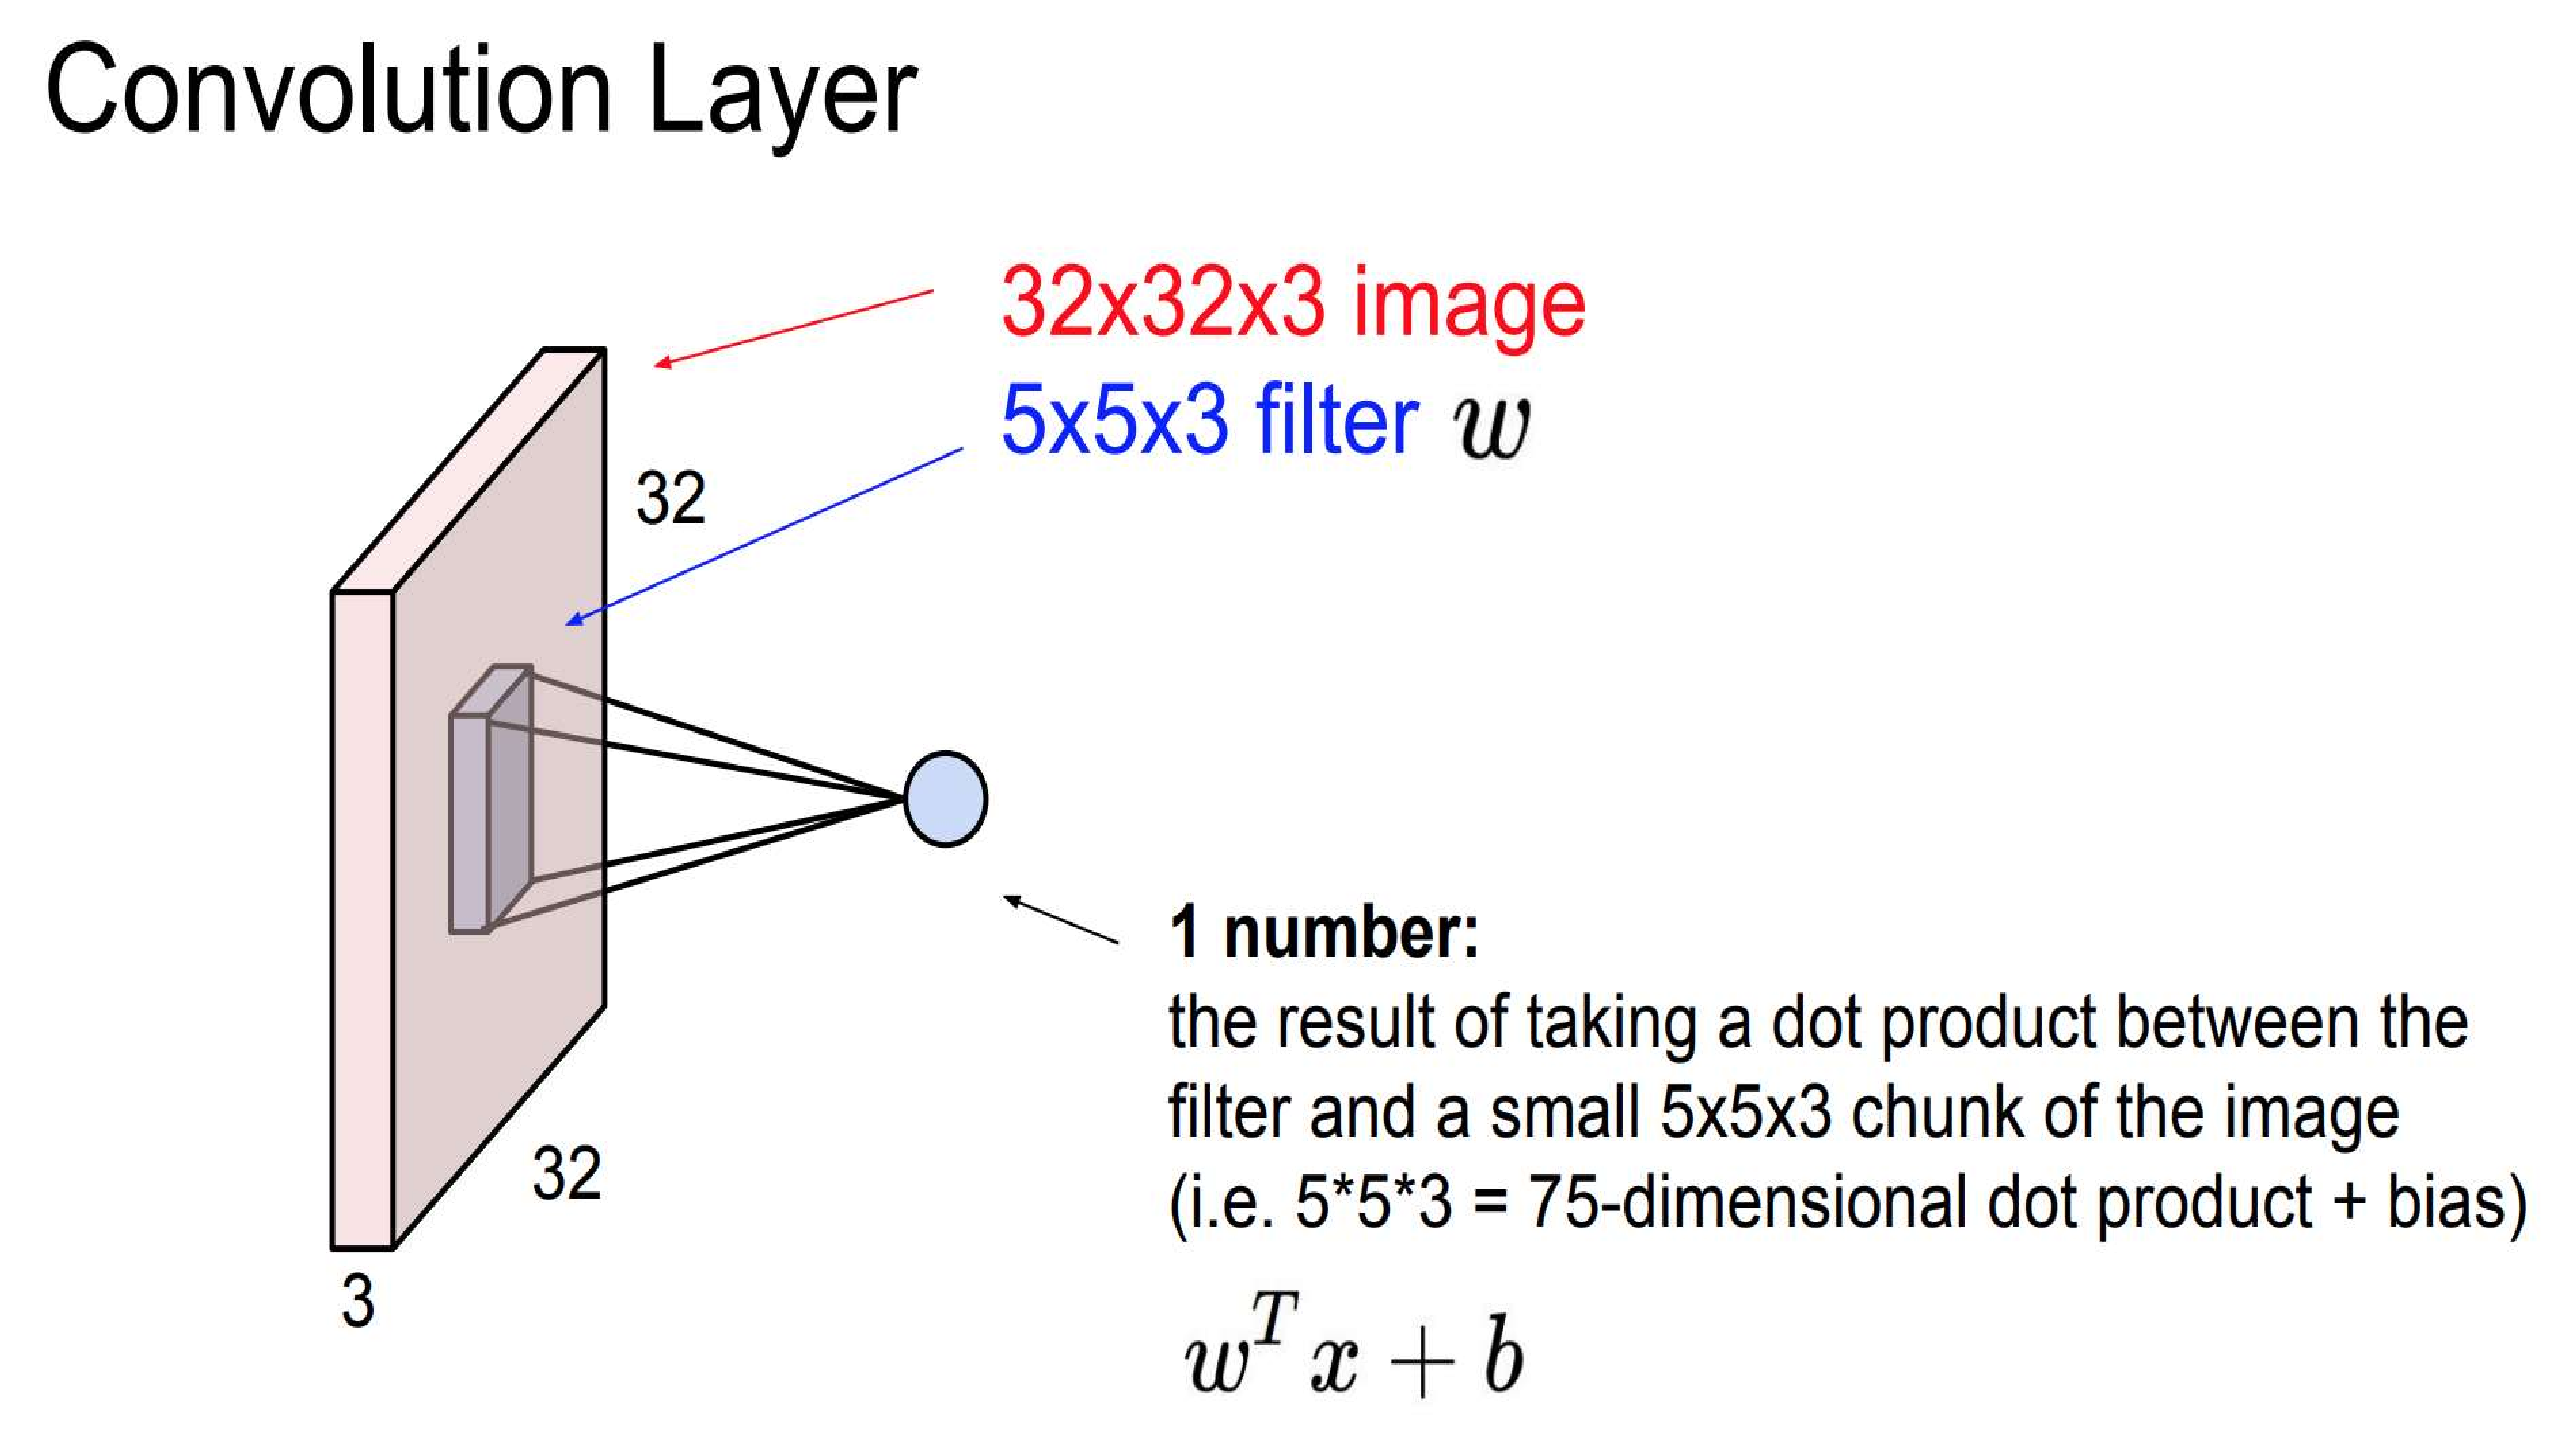 Convolution Layer
32x32x3 image
5x5x3 filter w
32
32
3
1 number:
the result of taking a dot product between the
filter and a small 5x5x3 chunk of the image
(i.e. 5*5*3 = 75-dimensional dot product + bias)
w^T x + b